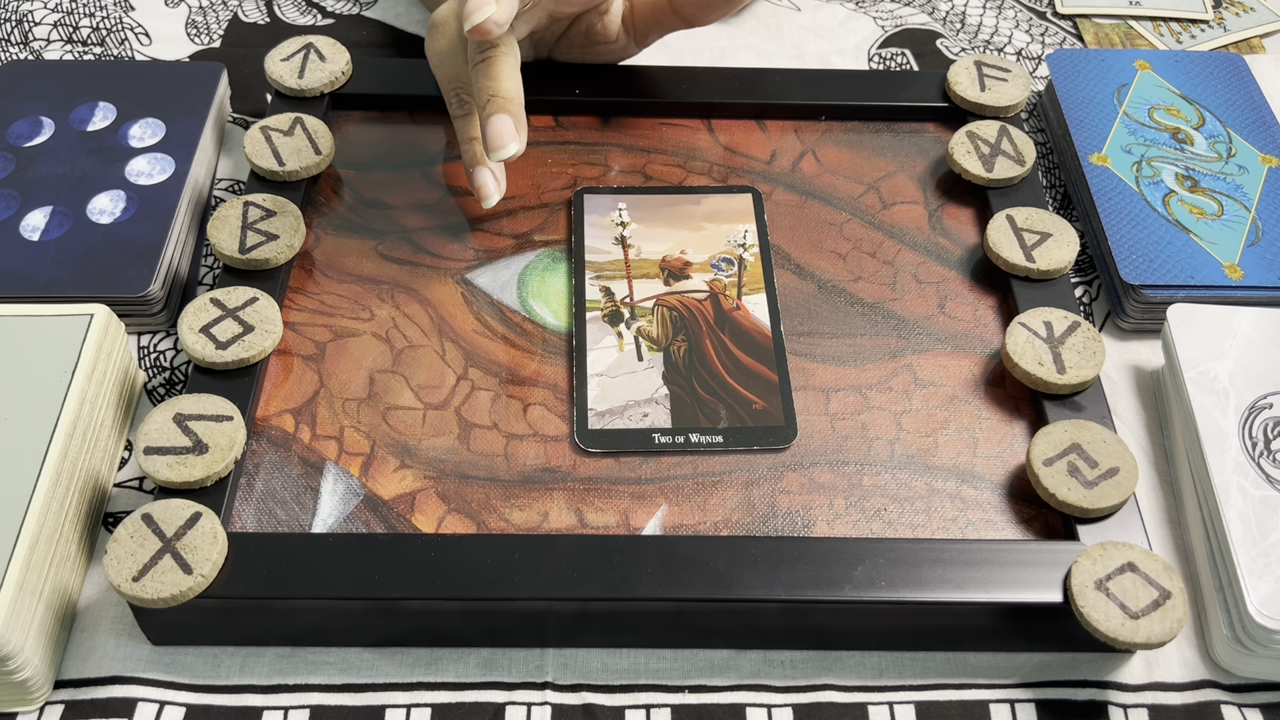 ᛏ
ᛖ
ᛒ
ᛟ
ᛊ
ᚷ
Two of Wands
ᚨ
ᛞ
ᚦ
ᛉ
ᛃ
ᛜ